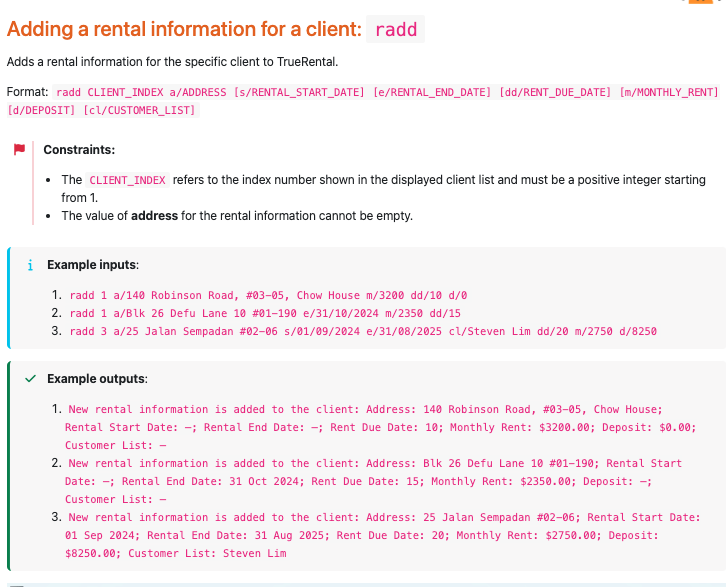 Adding a rental information for a client: radd
Adds a rental information for the specific client to TrueRental.
Format: radd CLIENT_INDEX a/ADDRESS [s/RENTAL_START_DATE] [e/RENTAL_END_DATE] [dd/RENT_DUE_DATE] [m/MONTHLY_RENT]
[d/DEPOSIT] [cl/CUSTOMER_LIST]
Constraints:
• The CLIENT_INDEX refers to the index number shown in the displayed client list and must be a positive integer starting
from 1.
• The value of address for the rental information cannot be empty.
Example inputs:
1. radd 1 a/140 Robinson Road, #03-05, Chow House m/3200 dd/10 d/0
2. radd 1 a/Blk 26 Defu Lane 10 #01-190 e/31/10/2024 m/2350 dd/15
3. radd 3 a/25 Jalan Sempadan #02-06 s/01/09/2024 e/31/08/2025 cl/Steven Lim dd/20 m/2750 d/8250
Example outputs:
1. New rental information is added to the client: Address: 140 Robinson Road, #03-05, Chow House;
Rental Start Date: —; Rental End Date: —; Rent Due Date: 10; Monthly Rent: $3200.00; Deposit: $0.00;
Customer List: —
2. New rental information is added to the client: Address: Blk 26 Defu Lane 10 #01-190; Rental Start
Date: —; Rental End Date: 31 Oct 2024; Rent Due Date: 15; Monthly Rent: $2350.00; Deposit: —;
Customer List: —
3. New rental information is added to the client: Address: 25 Jalan Sempadan #02-06; Rental Start Date:
01 Sep 2024; Rental End Date: 31 Aug 2025; Rent Due Date: 20; Monthly Rent: $2750.00; Deposit:
$8250.00; Customer List: Steven Lim